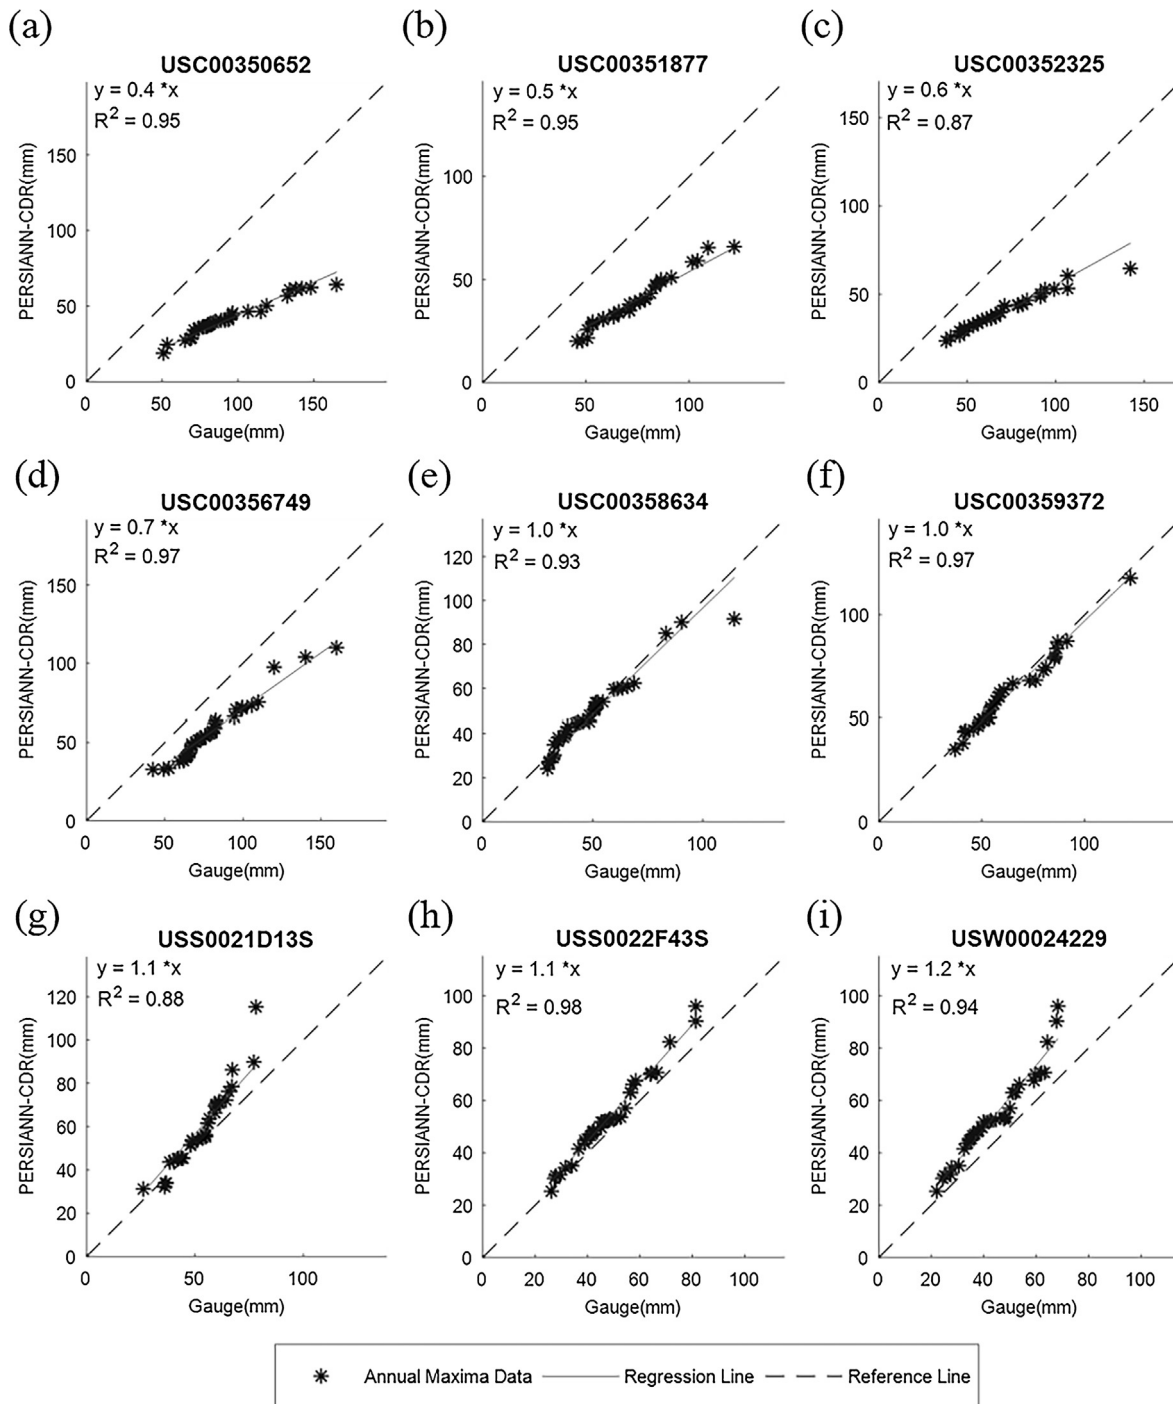 (a)
USC00350652
y = 0.4 *x
R2 = 0.95
PERSIANN-CDR(mm)
150
100
50
0
0 50 100 150
Gauge(mm)
(b)
USC00351877
y = 0.5 *x
R2 = 0.95
PERSIANN-CDR(mm)
100
50
0
0 50 100
Gauge(mm)
(c)
USC00352325
y = 0.6 *x
R2 = 0.87
PERSIANN-CDR(mm)
150
100
50
0
0 50 100 150
Gauge(mm)
(d)
USC00356749
y = 0.7 *x
R2 = 0.97
PERSIANN-CDR(mm)
150
100
50
0
0 50 100 150
Gauge(mm)
(e)
USC00358634
y = 1.0 *x
R2 = 0.93
PERSIANN-CDR(mm)
120
100
80
60
40
20
0
0 50 100
Gauge(mm)
(f)
USC00359372
y = 1.0 *x
R2 = 0.97
PERSIANN-CDR(mm)
100
50
0
0 50 100
Gauge(mm)
(g)
USS0021D13S
y = 1.1 *x
R2 = 0.88
PERSIANN-CDR(mm)
120
100
80
60
40
20
0
0 50 100
Gauge(mm)
(h)
USS0022F43S
y = 1.1 *x
R2 = 0.98
PERSIANN-CDR(mm)
100
80
60
40
20
0
0 20 40 60 80 100
Gauge(mm)
(i)
USW00024229
y = 1.2 *x
R2 = 0.94
PERSIANN-CDR(mm)
100
80
60
40
20
0
0 20 40 60 80 100
Gauge(mm)
Annual Maxima Data Regression Line Reference Line